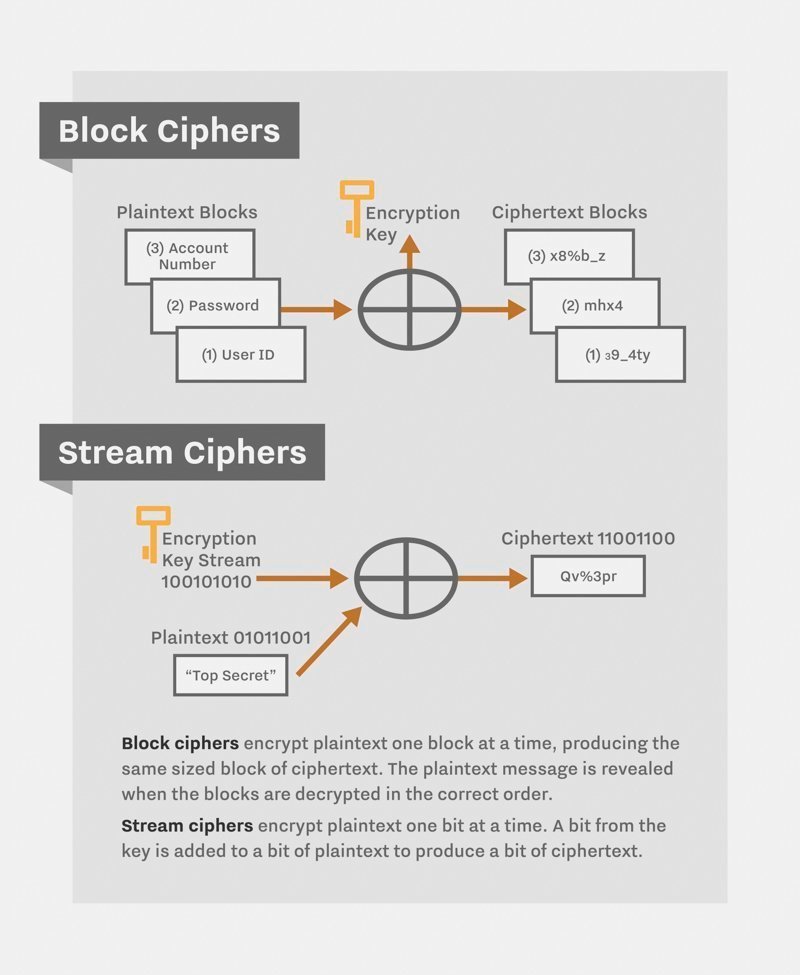 Block Ciphers
Plaintext Blocks
(3) Account
Number
(2) Password
(1) User ID
Encryption
Key
Ciphertext Blocks
(3) x8%b_z
(2) mhx4
(1) 39_4ty
Stream Ciphers
Encryption
Key Stream
100101010
Plaintext 01011001
“Top Secret”
Ciphertext 11001100
Qv%3pr
Block ciphers encrypt plaintext one block at a time, producing the
same sized block of ciphertext. The plaintext message is revealed
when the blocks are decrypted in the correct order.
Stream ciphers encrypt plaintext one bit at a time. A bit from the
key is added to a bit of plaintext to produce a bit of ciphertext.